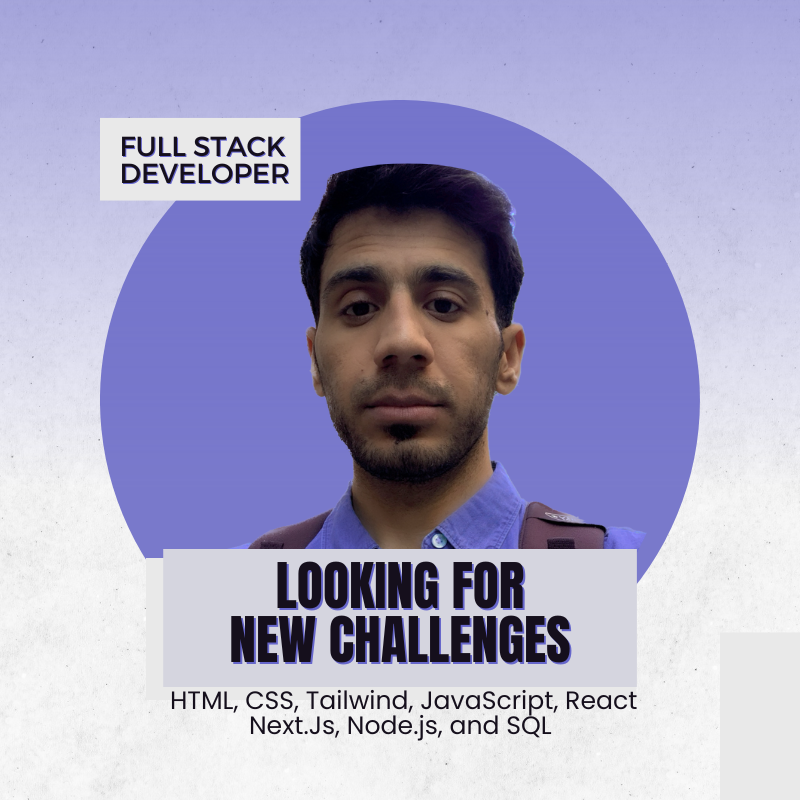 FULL STACK
DEVELOPER
LOOKING FOR
NEW CHALLENGES
HTML, CSS, Tailwind, JavaScript, React
Next.Js, Node.js, and SQL